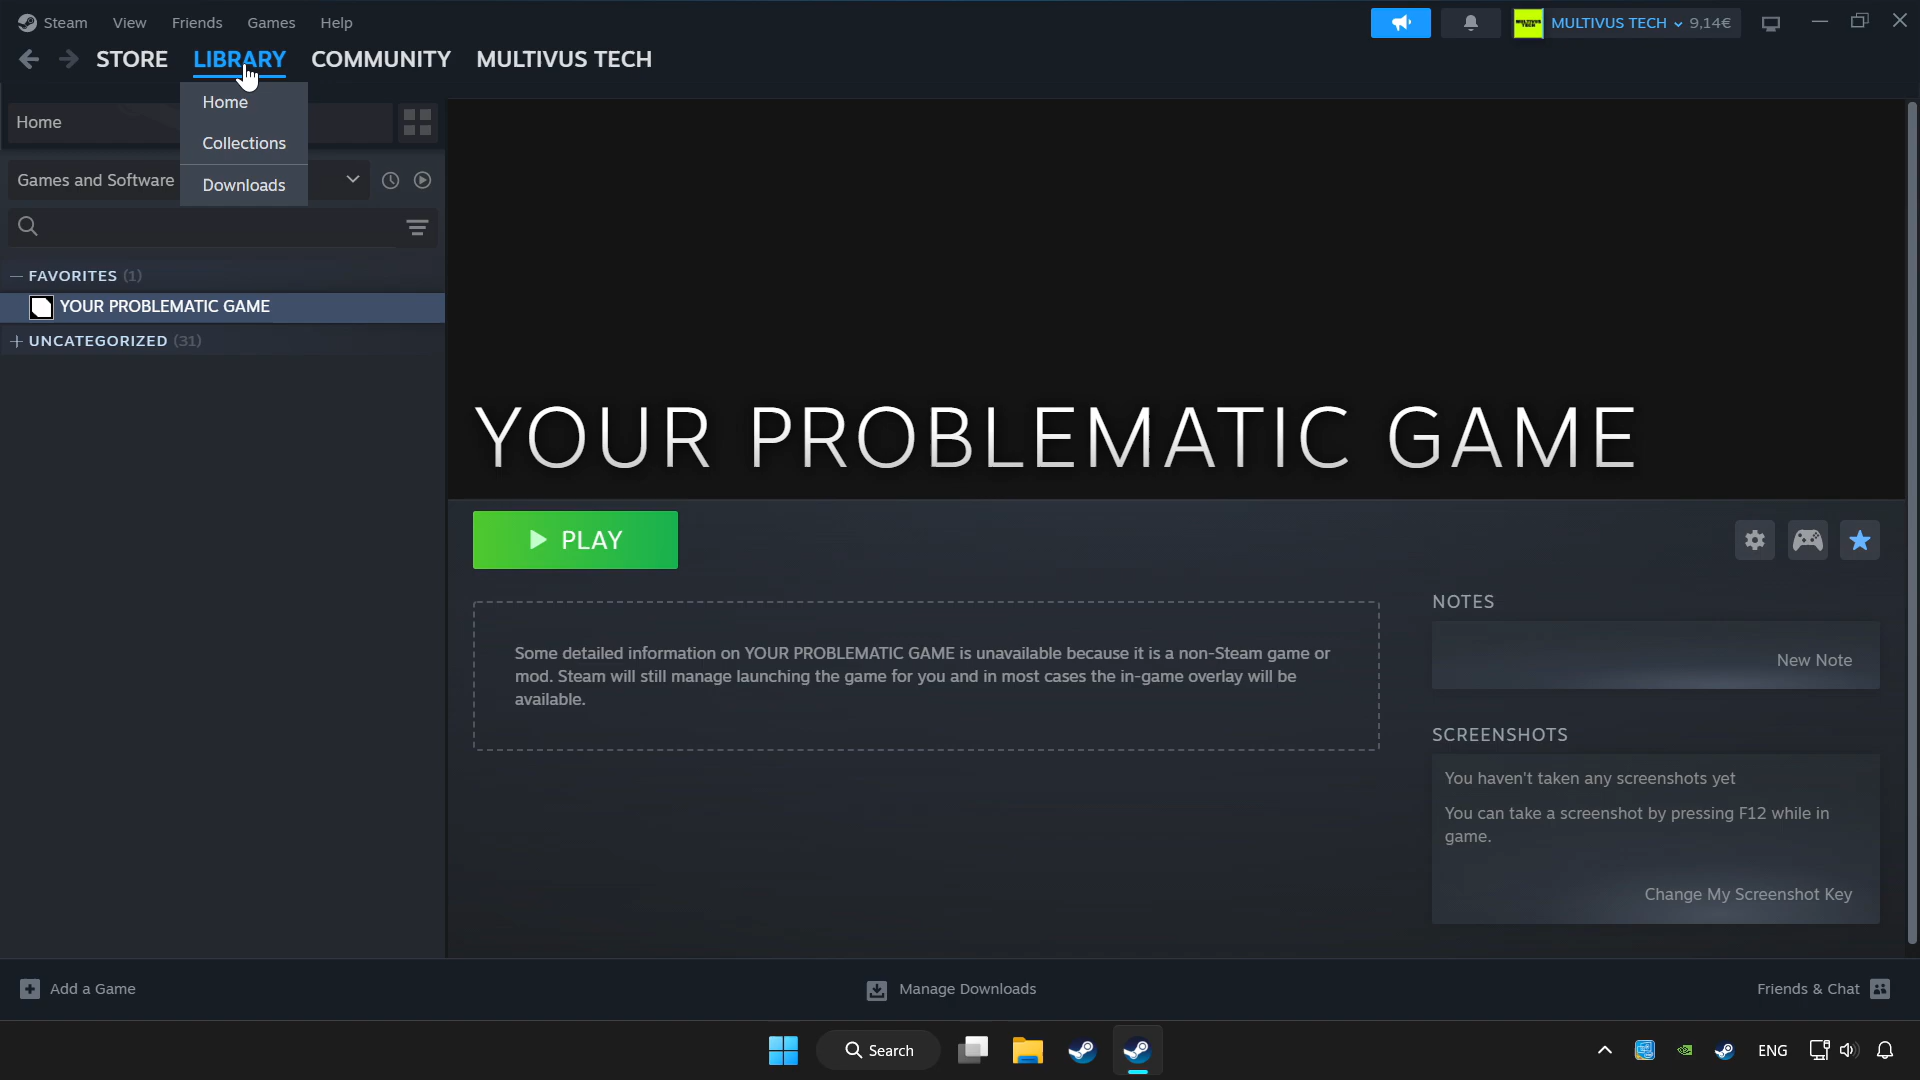 Steam View Friends Games Help
MULTIVUS TECH 9,14€
STORE LIBRARY COMMUNITY MULTIVUS TECH
Home
Collections
Downloads
Home
Games and Software
FAVORITES (1)
YOUR PROBLEMATIC GAME
UNCATEGORIZED (31)
YOUR PROBLEMATIC GAME
PLAY
Some detailed information on YOUR PROBLEMATIC GAME is unavailable because it is a non-Steam game or
mod. Steam will still manage launching the game for you and in most cases the in-game overlay will be
available.
NOTES
New Note
SCREENSHOTS
You haven't taken any screenshots yet
You can take a screenshot by pressing F12 while in
game.
Change My Screenshot Key
Add a Game
Manage Downloads
Friends & Chat
Search
ENG